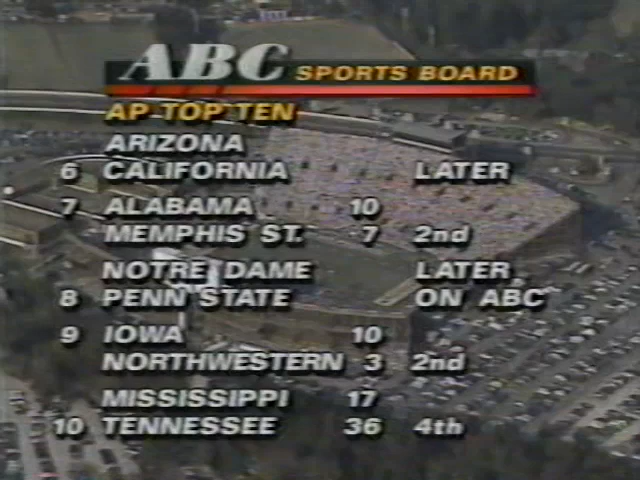 ABC SPORTS BOARD
AP TOP TEN
ARIZONA
6 CALIFORNIA LATER
7 ALABAMA 10
MEMPHIS ST. 7 2nd
NOTRE DAME LATER
8 PENN STATE ON ABC
9 IOWA 10
NORTHWESTERN 3 2nd
MISSISSIPPI 17
10 TENNESSEE 36 4th